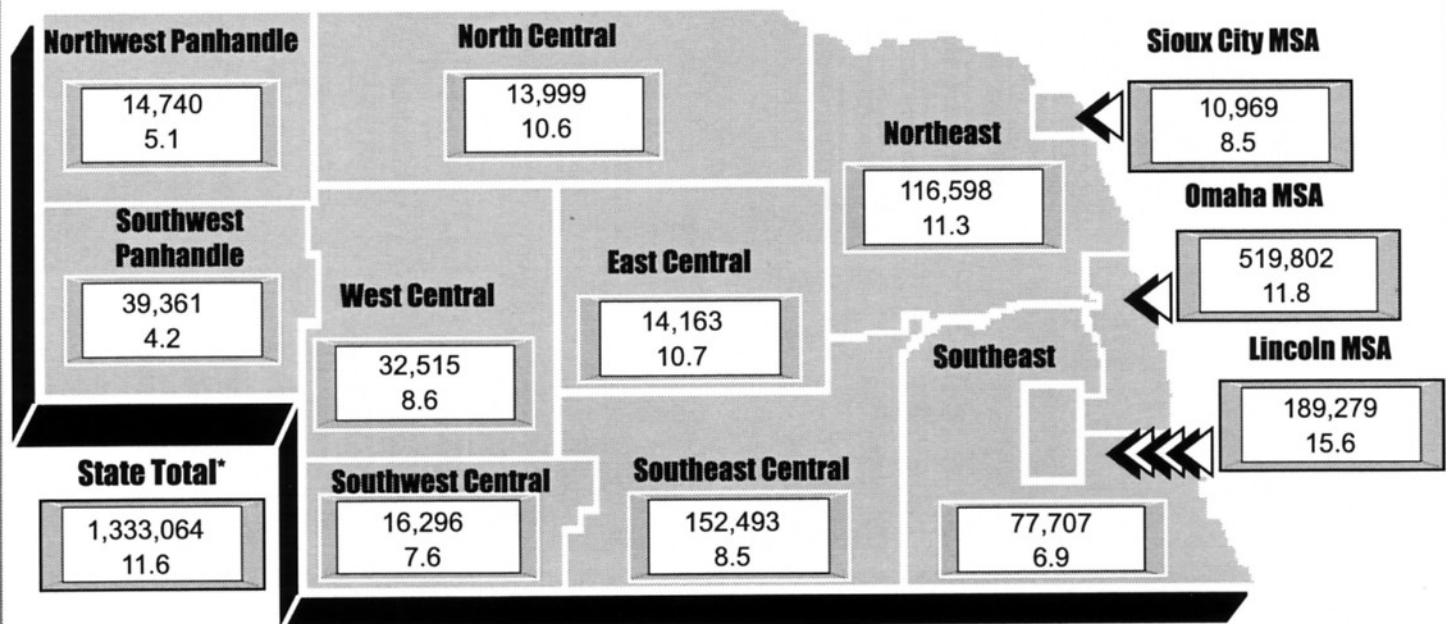 Northwest Panhandle
14,740
5.1
North Central
13,999
10.6
Sioux City MSA
10,969
8.5
Northeast
116,598
11.3
Omaha MSA
519,802
11.8
Southwest
Panhandle
39,361
4.2
West Central
32,515
8.6
East Central
14,163
10.7
Southeast
77,707
6.9
Lincoln MSA
189,279
15.6
State Total*
1,333,064
11.6
Southwest Central
16,296
7.6
Southeast Central
152,493
8.5